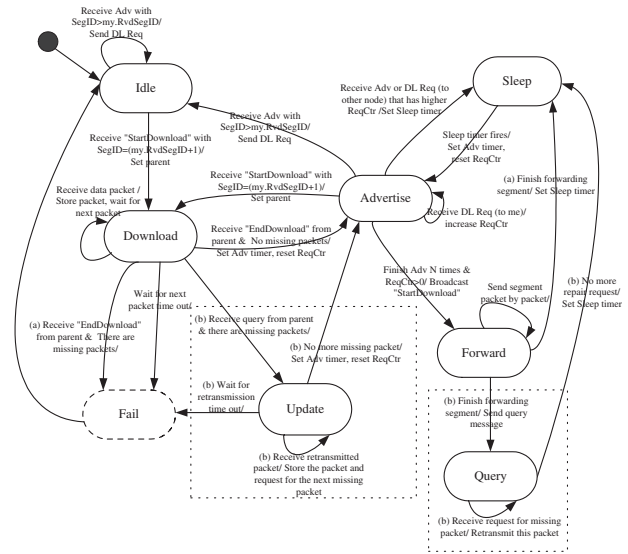 Receive Adv with
SegID>my.RvdSegID/
Send DL Req
Idle
Sleep
Receive Adv or DL Req (to
other node) that has higher
ReqCtr /Set Sleep timer
Receive Adv with
SegID>my.RvdSegID/
Send DL Req
Sleep timer fires/
Set Adv timer,
reset ReqCtr
Receive "StartDownload" with
SegID=(my.RvdSegID+1)/
Set parent
Receive "StartDownload" with
SegID=(my.RvdSegID+1)/
Set parent
(a) Finish forwarding
segment/ Set Sleep timer
Receive data packet /
Store packet, wait for
next packet
Advertise
Receive DL Req (to me)/
increase ReqCtr
Download
Receive "EndDownload" from
parent & No missing packets/
Set Adv timer, reset ReqCtr
Finish Adv N times &
ReqCtr>0/ Broadcast
"StartDownload"
Send segment
packet by packet/
(b) No more
repair request/
Set Sleep timer
Wait for next
packet time out/
(a) Receive "EndDownload"
from parent & There are
missing packets/
(b) Receive query from parent
& there are missing packets/
(b) No more missing packet/
Set Adv timer, reset ReqCtr
Forward
(b) Wait for
retransmission
time out/
Fail
Update
(b) Finish forwarding
segment/ Send query
message
(b) Receive retransmitted
packet/ Store the packet and
request for the next missing
packet
Query
(b) Receive request for missing
packet/ Retransmit this packet